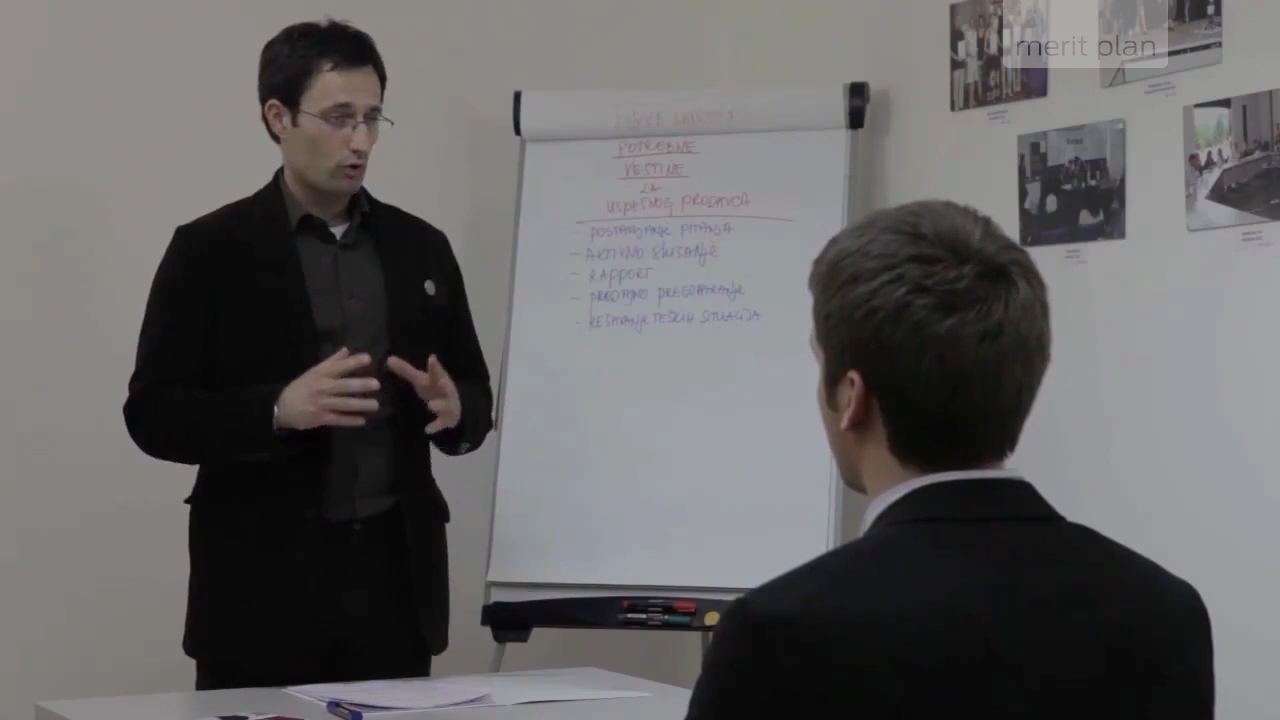 merit plan
POTREBNE
VEŠTINE
ZA
USPEŠNOG PRODAVCA
- POSTAVLJANJE PITANJA
- AKTIVNO SLUŠANJE
- RAPPORT
- PRODAJNO PREGOVARANJE
- REŠAVANJE TEŠKIH SITUACIJA